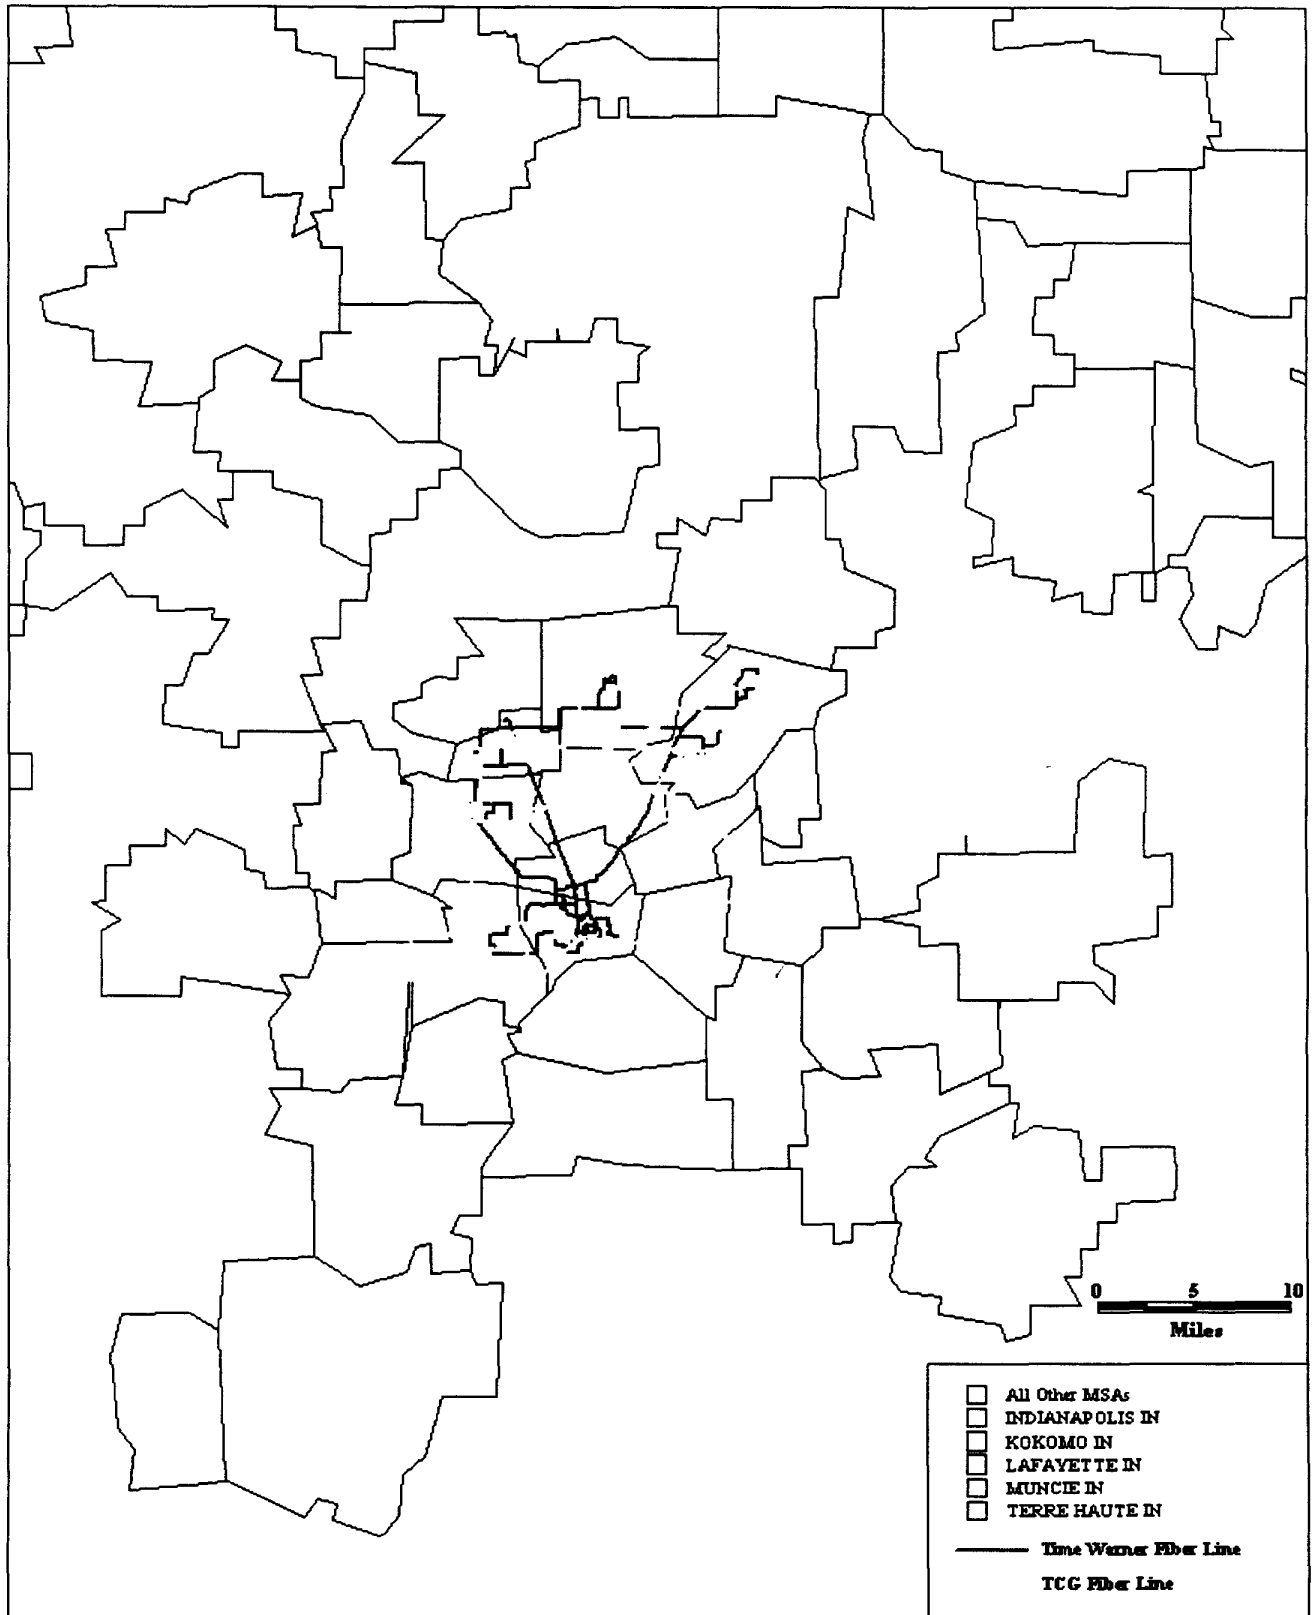 0 5 10
Miles
All Other MSAs
INDIANAPOLIS IN
KOKOMO IN
LAFAYETTE IN
MUNCIE IN
TERRE HAUTE IN
Time Warner Fiber Line
TCG Fiber Line